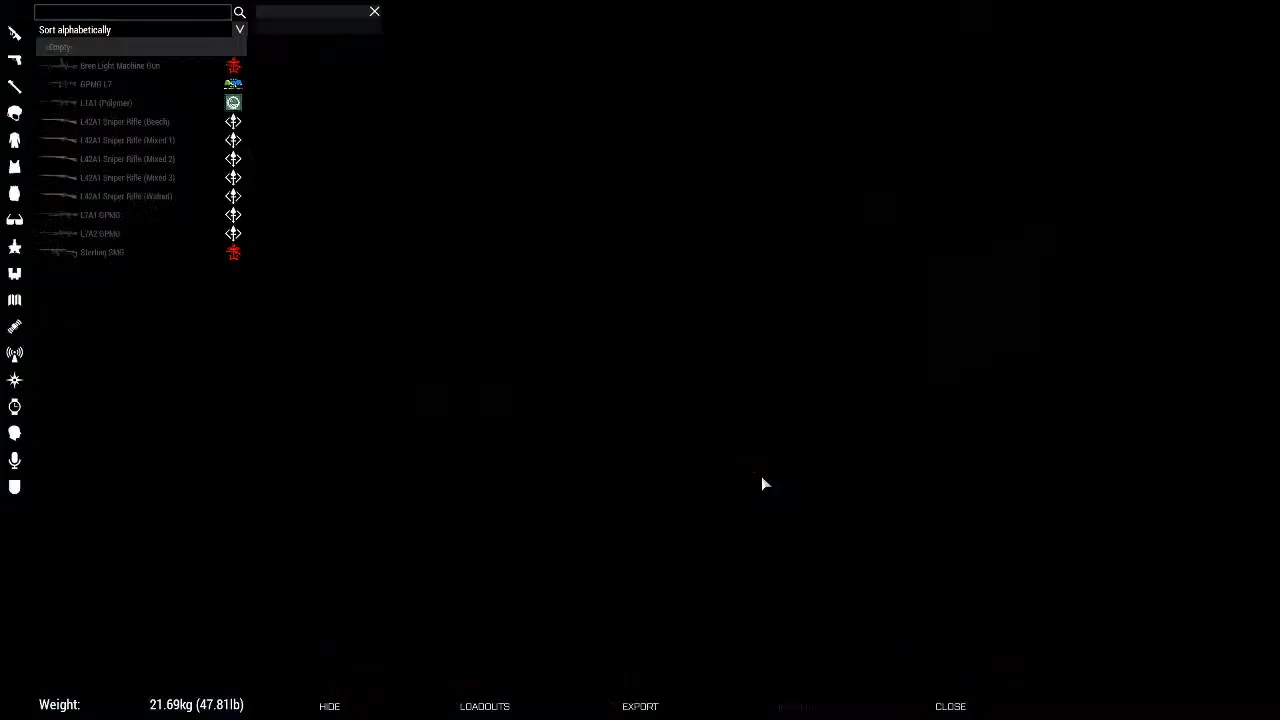 Sort alphabetically
<Empty>
Bren Light Machine Gun
GPMG L7
L1A1 (Polymer)
L42A1 Sniper Rifle (Beech)
L42A1 Sniper Rifle (Mixed 1)
L42A1 Sniper Rifle (Mixed 2)
L42A1 Sniper Rifle (Mixed 3)
L42A1 Sniper Rifle (Walnut)
L7A1 GPMG
L7A2 GPMG
Sterling SMG
Weight: 21.69kg (47.81lb)
HIDE
LOADOUTS
EXPORT
CLOSE